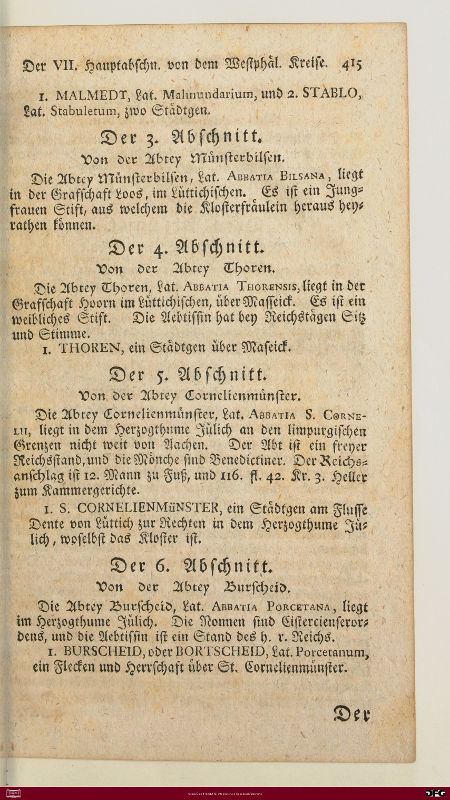 Der VII. Hauptabschn. von dem Westphäl. Kreise. 415
1. MALMEDT, Lat. Malmundarium, und 2. STABLO,
Lat. Stabuletum, zwo Städtgen.
Der 3. Abschnitt.
Von der Abtey Münsterbilsen.
Die Abtey Münsterbilsen, Lat. ABBATIA BILSANA, liegt
in der Grafschaft Loos, im Lüttichischen. Es ist ein Jung-
frauen Stift, aus welchem die Klosterfräulein heraus hey-
rathen können.
Der 4. Abschnitt.
Von der Abtey Thoren.
Die Abtey Thoren, Lat. ABBATIA THORENSIS, liegt in der
Grafschaft Hoorn im Lüttichischen, über Maseick. Es ist ein
weibliches Stift. Die Aebtissin hat bey Reichstägen Sitz
und Stimme.
1. THOREN, ein Städtgen über Maseick.
Der 5. Abschnitt.
Von der Abtey Cornelienmünster.
Die Abtey Cornelienmünster, Lat. ABBATIA S. CORNE-
LII, liegt in dem Herzogthume Jülich an den limpurgischen
Grenzen nicht weit von Aachen. Der Abt ist ein freyer
Reichsstand, und die Mönche sind Benedictiner. Der Reichs-
anschlag ist 12. Mann zu Fuß, und 116. fl. 42. Kr. 3. Heller
zum Kammergerichte.
1. S. CORNELIENMüNSTER, ein Städtgen am Flusse
Dente von Lüttich zur Rechten in dem Herzogthume Jü-
lich, woselbst das Kloster ist.
Der 6. Abschnitt.
Von der Abtey Burscheid.
Die Abtey Burscheid, Lat. ABBATIA PORCETANA, liegt
im Herzogthume Jülich. Die Nonnen sind Cistercienseror-
dens, und die Aebtissin ist ein Stand des h. r. Reichs.
1. BURSCHEID, oder BORTSCHEID, Lat. Porcetanum,
ein Flecken und Herrschaft über St. Cornelienmünster.
Der
DFG